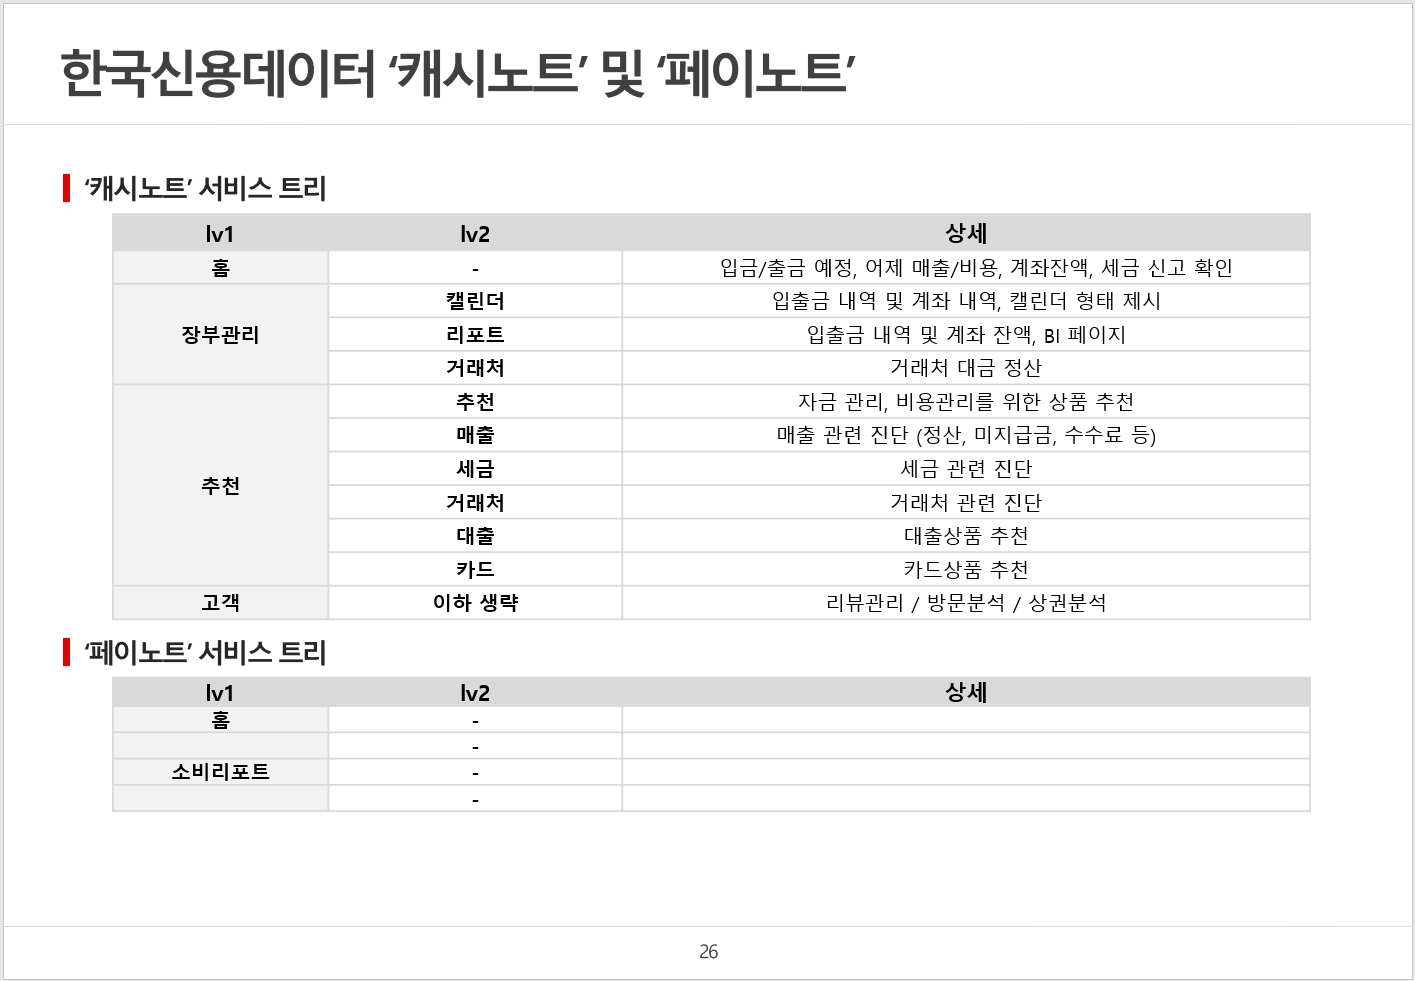 한국신용데이터 ‘캐시노트’ 및 ‘페이노트’
‘캐시노트’ 서비스 트리
lv1 lv2 상세
홈 - 입금/출금 예정, 어제 매출/비용, 계좌잔액, 세금 신고 확인
장부관리 캘린더 입출금 내역 및 계좌 내역, 캘린더 형태 제시
리포트 입출금 내역 및 계좌 잔액, BI 페이지
거래처 거래처 대금 정산
추천 추천 자금 관리, 비용관리를 위한 상품 추천
매출 매출 관련 진단 (정산, 미지급금, 수수료 등)
세금 세금 관련 진단
거래처 거래처 관련 진단
대출 대출상품 추천
카드 카드상품 추천
고객 이하 생략 리뷰관리 / 방문분석 / 상권분석
‘페이노트’ 서비스 트리
lv1 lv2 상세
홈 -
-
소비리포트 -
-
26